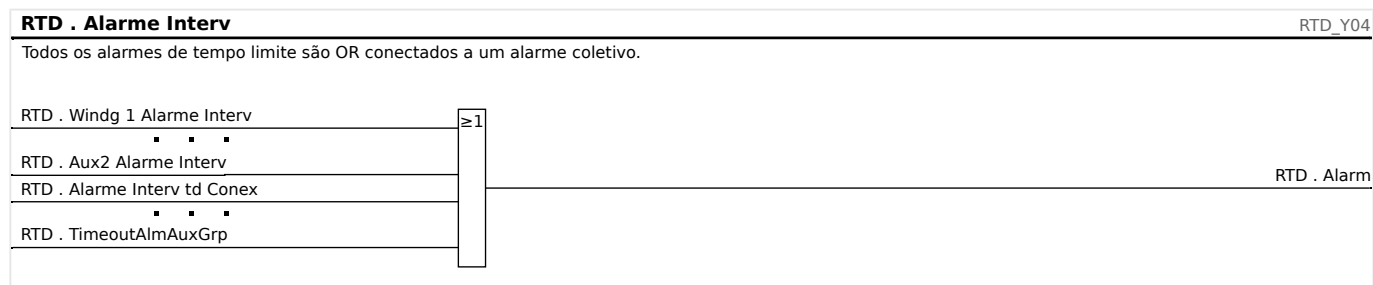 RTD . Alarme Interv
RTD_Y04
Todos os alarmes de tempo limite são OR conectados a um alarme coletivo.
RTD . Windg 1 Alarme Interv
≥1
RTD . Aux2 Alarme Interv
RTD . Alarm
RTD . Alarme Interv td Conex
RTD . TimeoutAlmAuxGrp